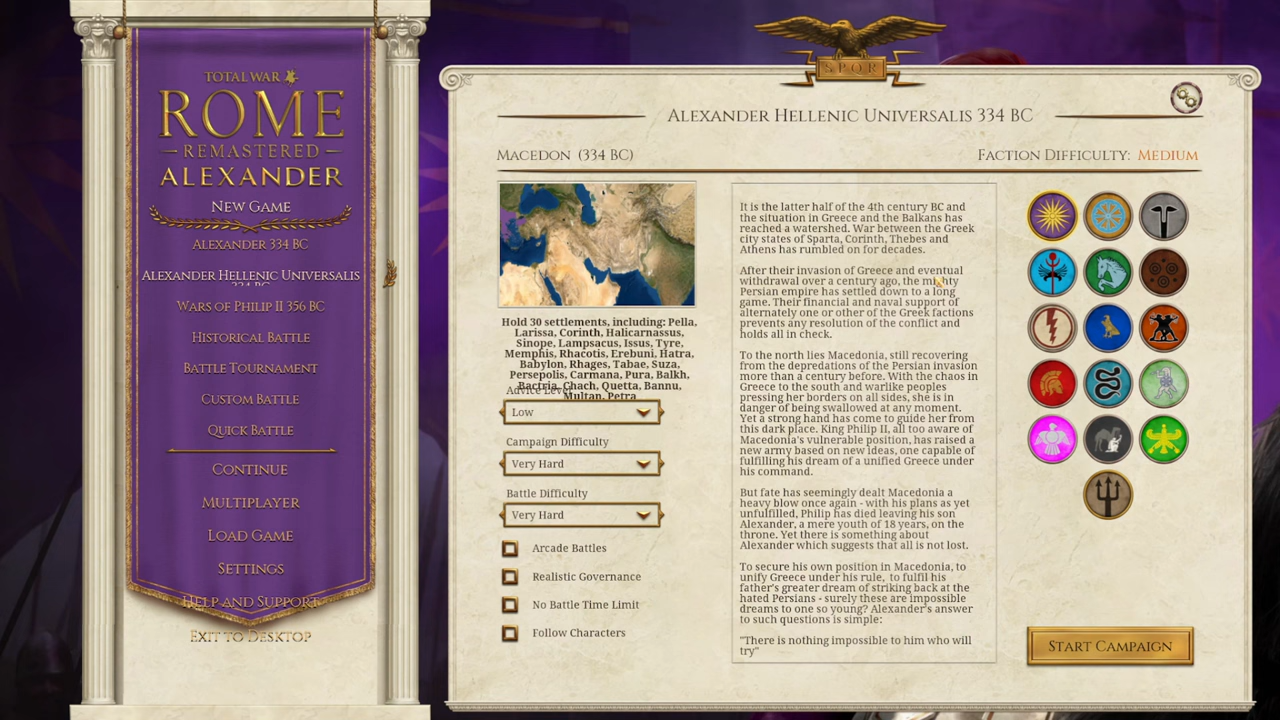 TOTAL WAR
ROME
REMASTERED
ALEXANDER
NEW GAME
ALEXANDER 334 BC
ALEXANDER HELLENIC UNIVERSALIS
334 BC
WARS OF PHILIP II 356 BC
HISTORICAL BATTLE
BATTLE TOURNAMENT
CUSTOM BATTLE
QUICK BATTLE
CONTINUE
MULTIPLAYER
LOAD GAME
SETTINGS
HELP AND SUPPORT
EXIT TO DESKTOP
SPQR
ALEXANDER HELLENIC UNIVERSALIS 334 BC
MACEDON (334 BC)
FACTION DIFFICULTY: MEDIUM
Hold 30 settlements, including: Pella,
Larissa, Corinth, Halicarnassus,
Sinope, Lampsacus, Issus, Tyre,
Memphis, Rhacotis, Erebuni, Hatra,
Babylon, Rhages, Tabae, Suza,
Persepolis, Carmana, Pura, Balkh,
Bactria, Chach, Quetta, Bannu,
Multan, Petra
Advice Level
Low
Campaign Difficulty
Very Hard
Battle Difficulty
Very Hard
Arcade Battles
Realistic Governance
No Battle Time Limit
Follow Characters
It is the latter half of the 4th century BC and
the situation in Greece and the Balkans has
reached a watershed. War between the Greek
city states of Sparta, Corinth, Thebes and
Athens has rumbled on for decades.
After their invasion of Greece and eventual
withdrawal over a century ago, the mighty
Persian empire has settled down to a long
game. Their financial and naval support of
alternately one or other of the Greek factions
prevents any resolution of the conflict and
holds all in check.
To the north lies Macedonia, still recovering
from the depredations of the Persian invasion
more than a century before. With the chaos in
Greece to the south and warlike peoples
pressing her borders on all sides, she is in
danger of being swallowed at any moment.
Yet a strong hand has come to guide her from
this dark place. King Philip II, all too aware of
Macedonia's vulnerable position, has raised a
new army based on new ideas, one capable of
fulfilling his dream of a unified Greece under
his command.
But fate has seemingly dealt Macedonia a
heavy blow once again - with his plans as yet
unfulfilled, Philip has died leaving his son
Alexander, a mere youth of 18 years, on the
throne. Yet there is something about
Alexander which suggests that all is not lost.
To secure his own position in Macedonia, to
unify Greece under his rule, to fulfil his
father's greater dream of striking back at the
hated Persians - surely these are impossible
dreams to one so young? Alexander's answer
to such questions is simple:
"There is nothing impossible to him who will
try"
START CAMPAIGN